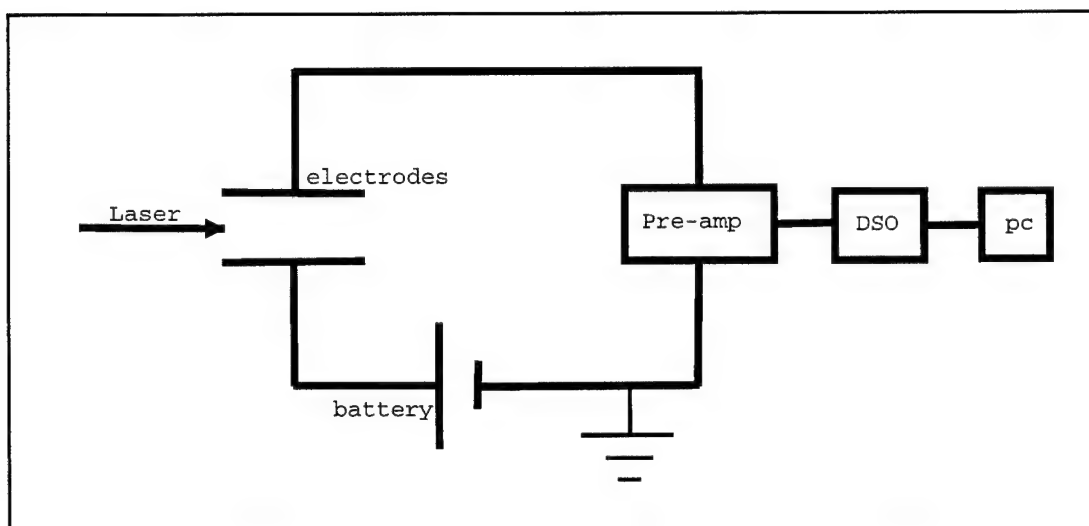 electrodes
Laser
Pre-amp
DSO
pc
battery